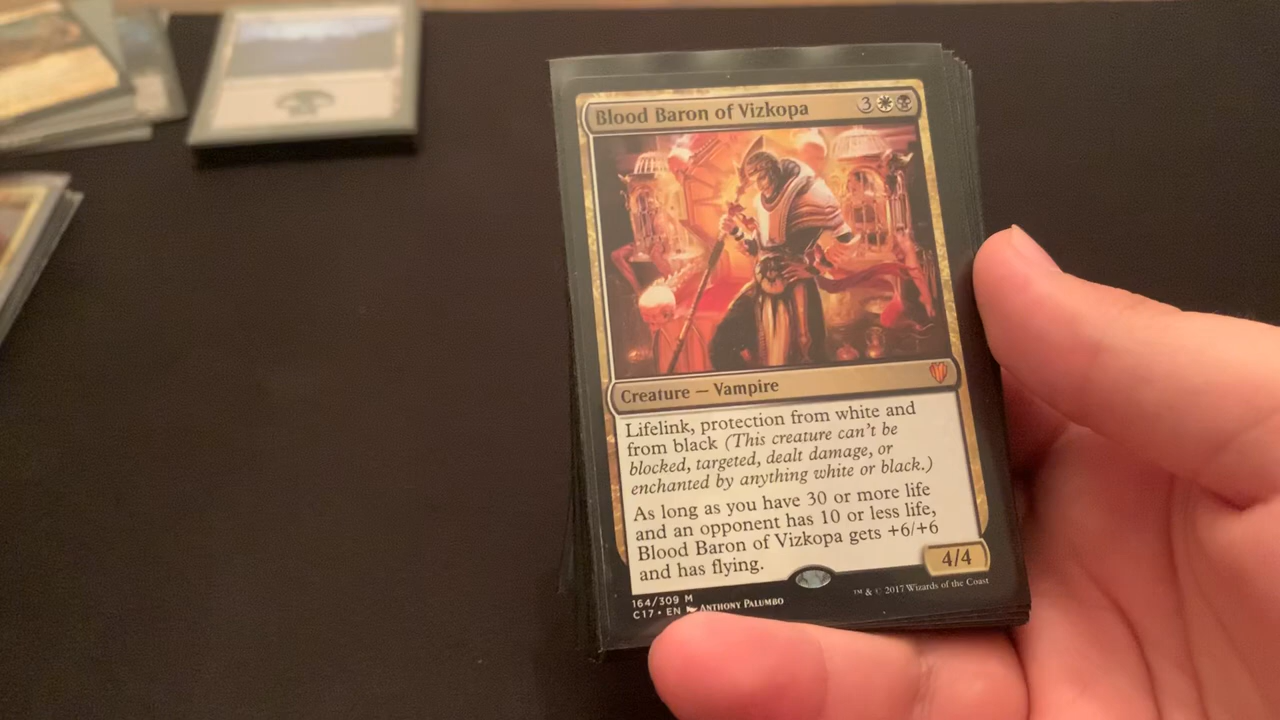 Blood Baron of Vizkopa 3
Creature — Vampire
Lifelink, protection from white and
from black (This creature can't be
blocked, targeted, dealt damage, or
enchanted by anything white or black.)
As long as you have 30 or more life
and an opponent has 10 or less life,
Blood Baron of Vizkopa gets +6/+6
and has flying.
4/4
164/309 M
C17 • EN Anthony Palumbo
™ & © 2017 Wizards of the Coast